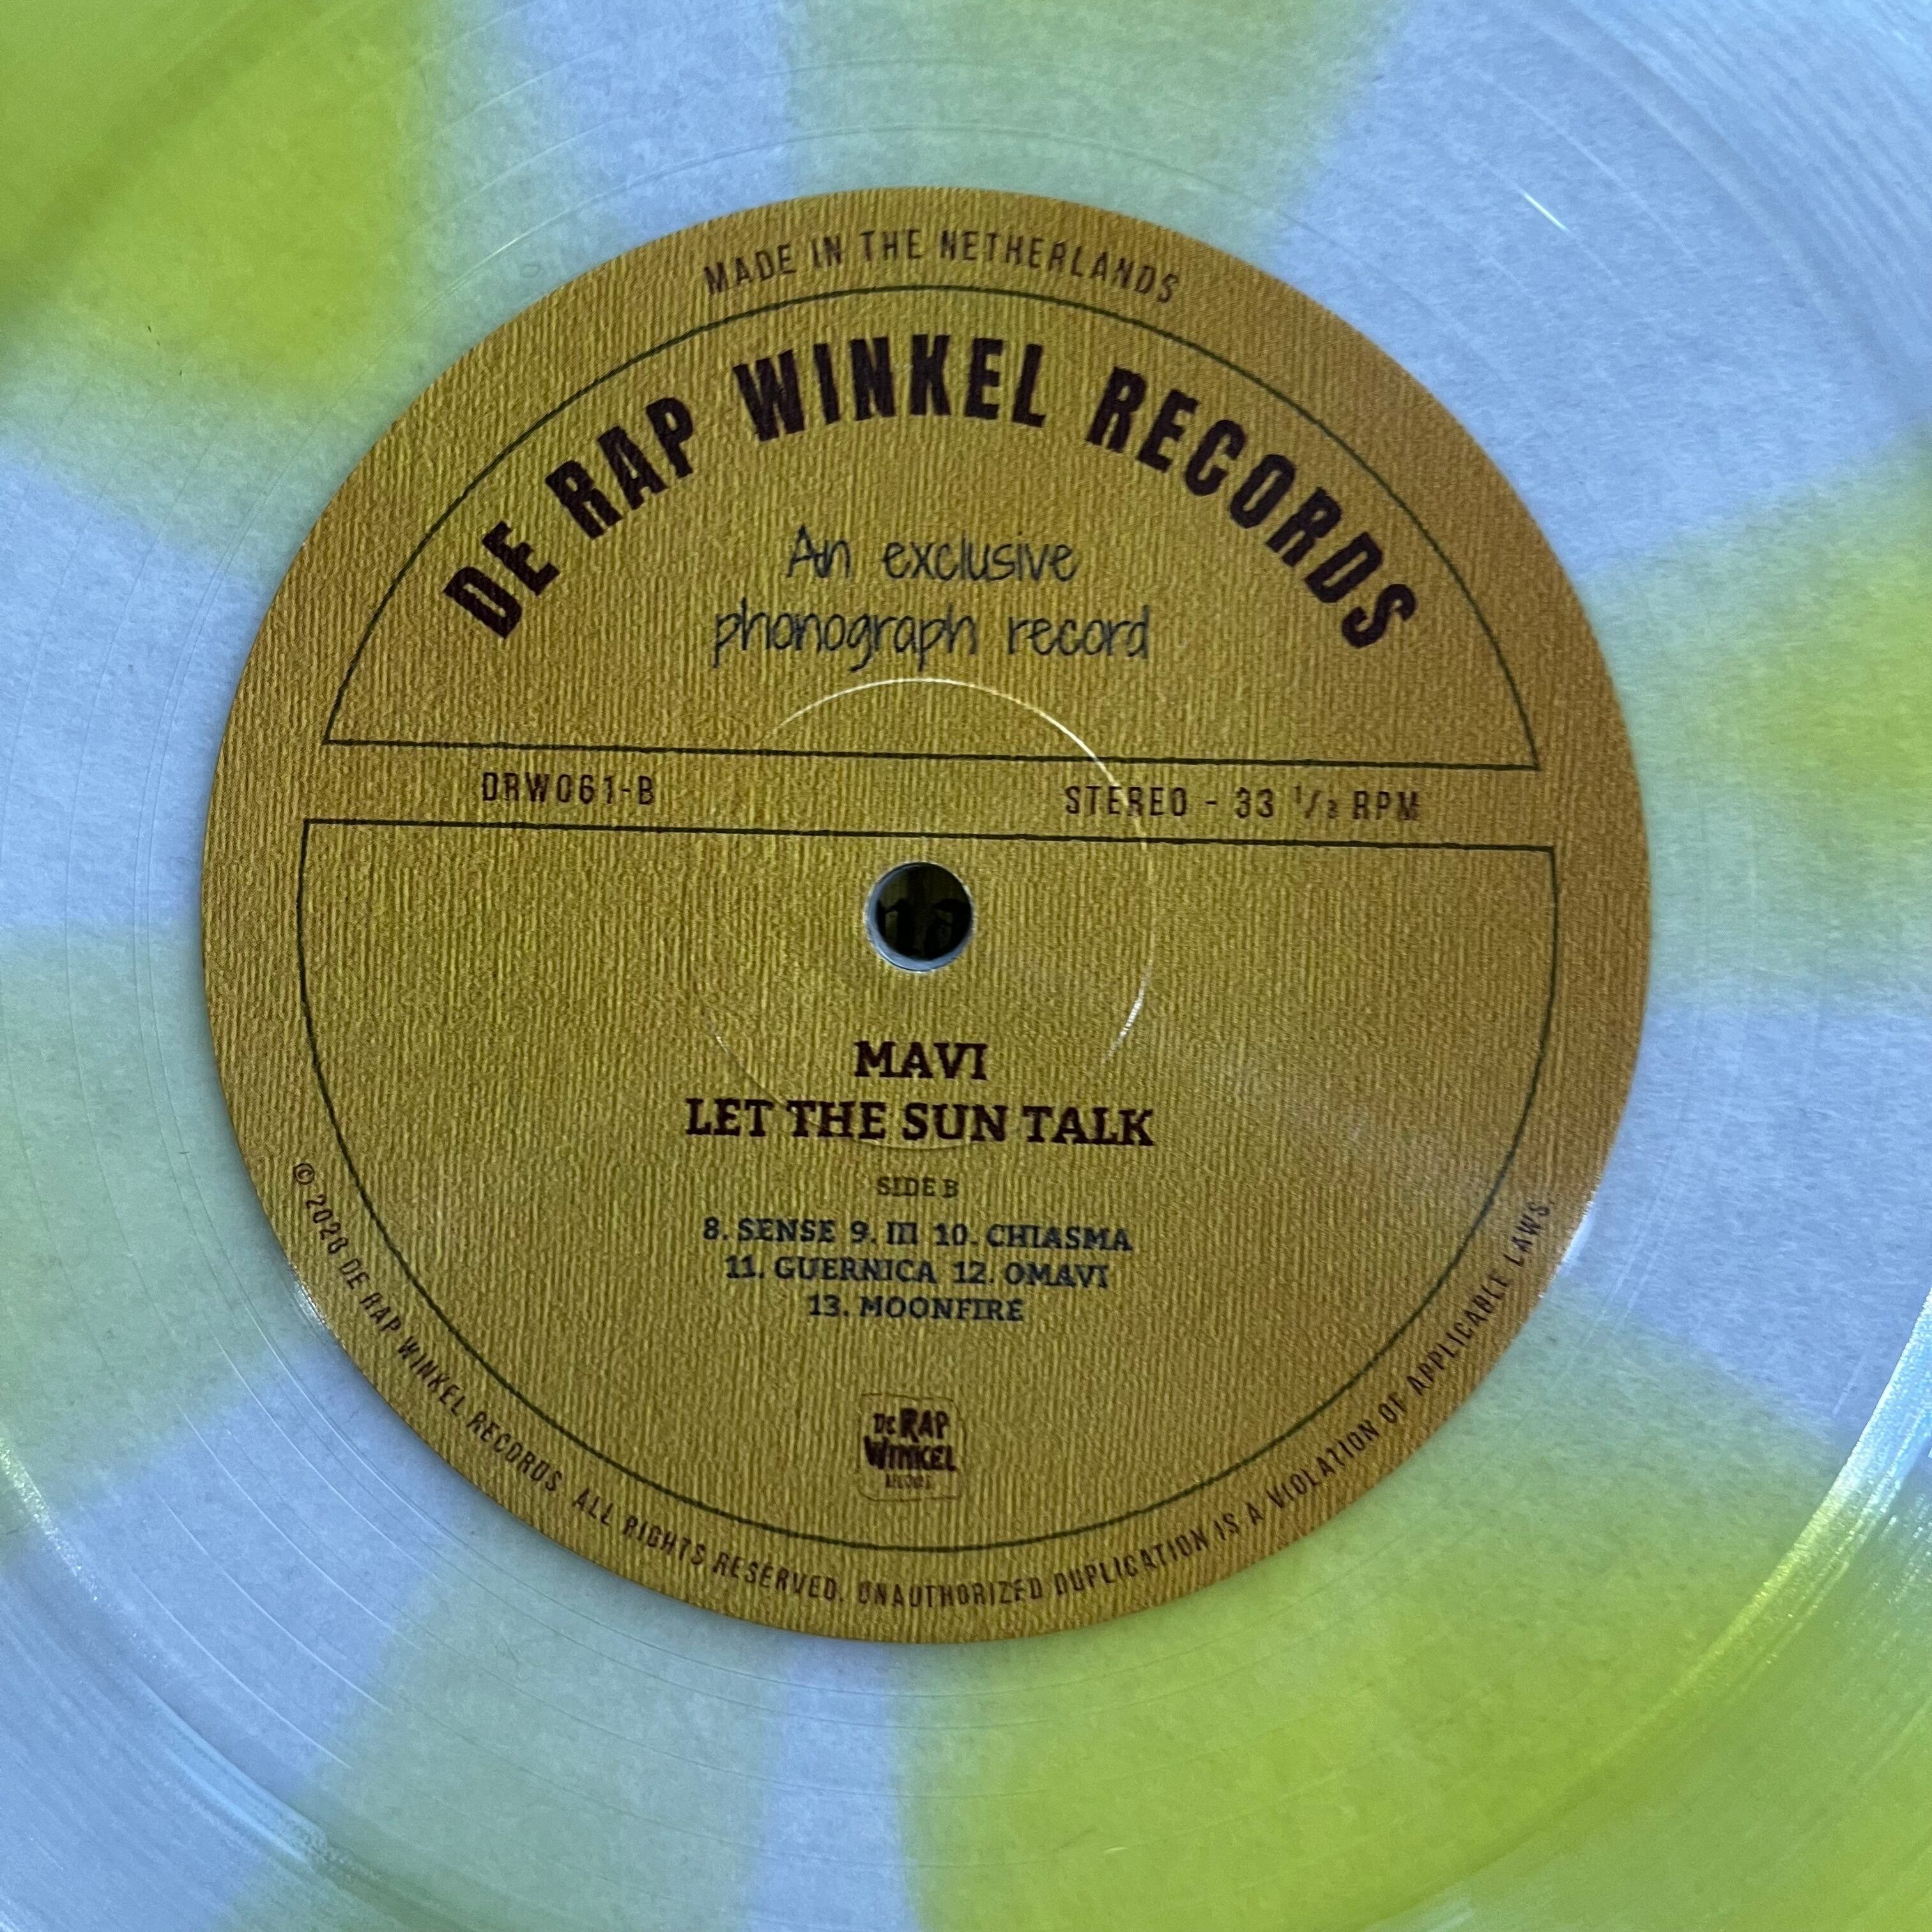 MADE IN THE NETHERLANDS
DE RAP WINKEL RECORDS
An exclusive
phonograph record
DRW061-B
STEREO - 33 1/3 RPM
MAVI
LET THE SUN TALK
SIDE B
8. SENSE 9. III 10. CHIASMA
11. GUERNICA 12. OMAVI
13. MOONFIRE
DE RAP
WINKEL
RECORDS
© 2020 DE RAP WINKEL RECORDS. ALL RIGHTS RESERVED. UNAUTHORIZED DUPLICATION IS A VIOLATION OF APPLICABLE LAWS.